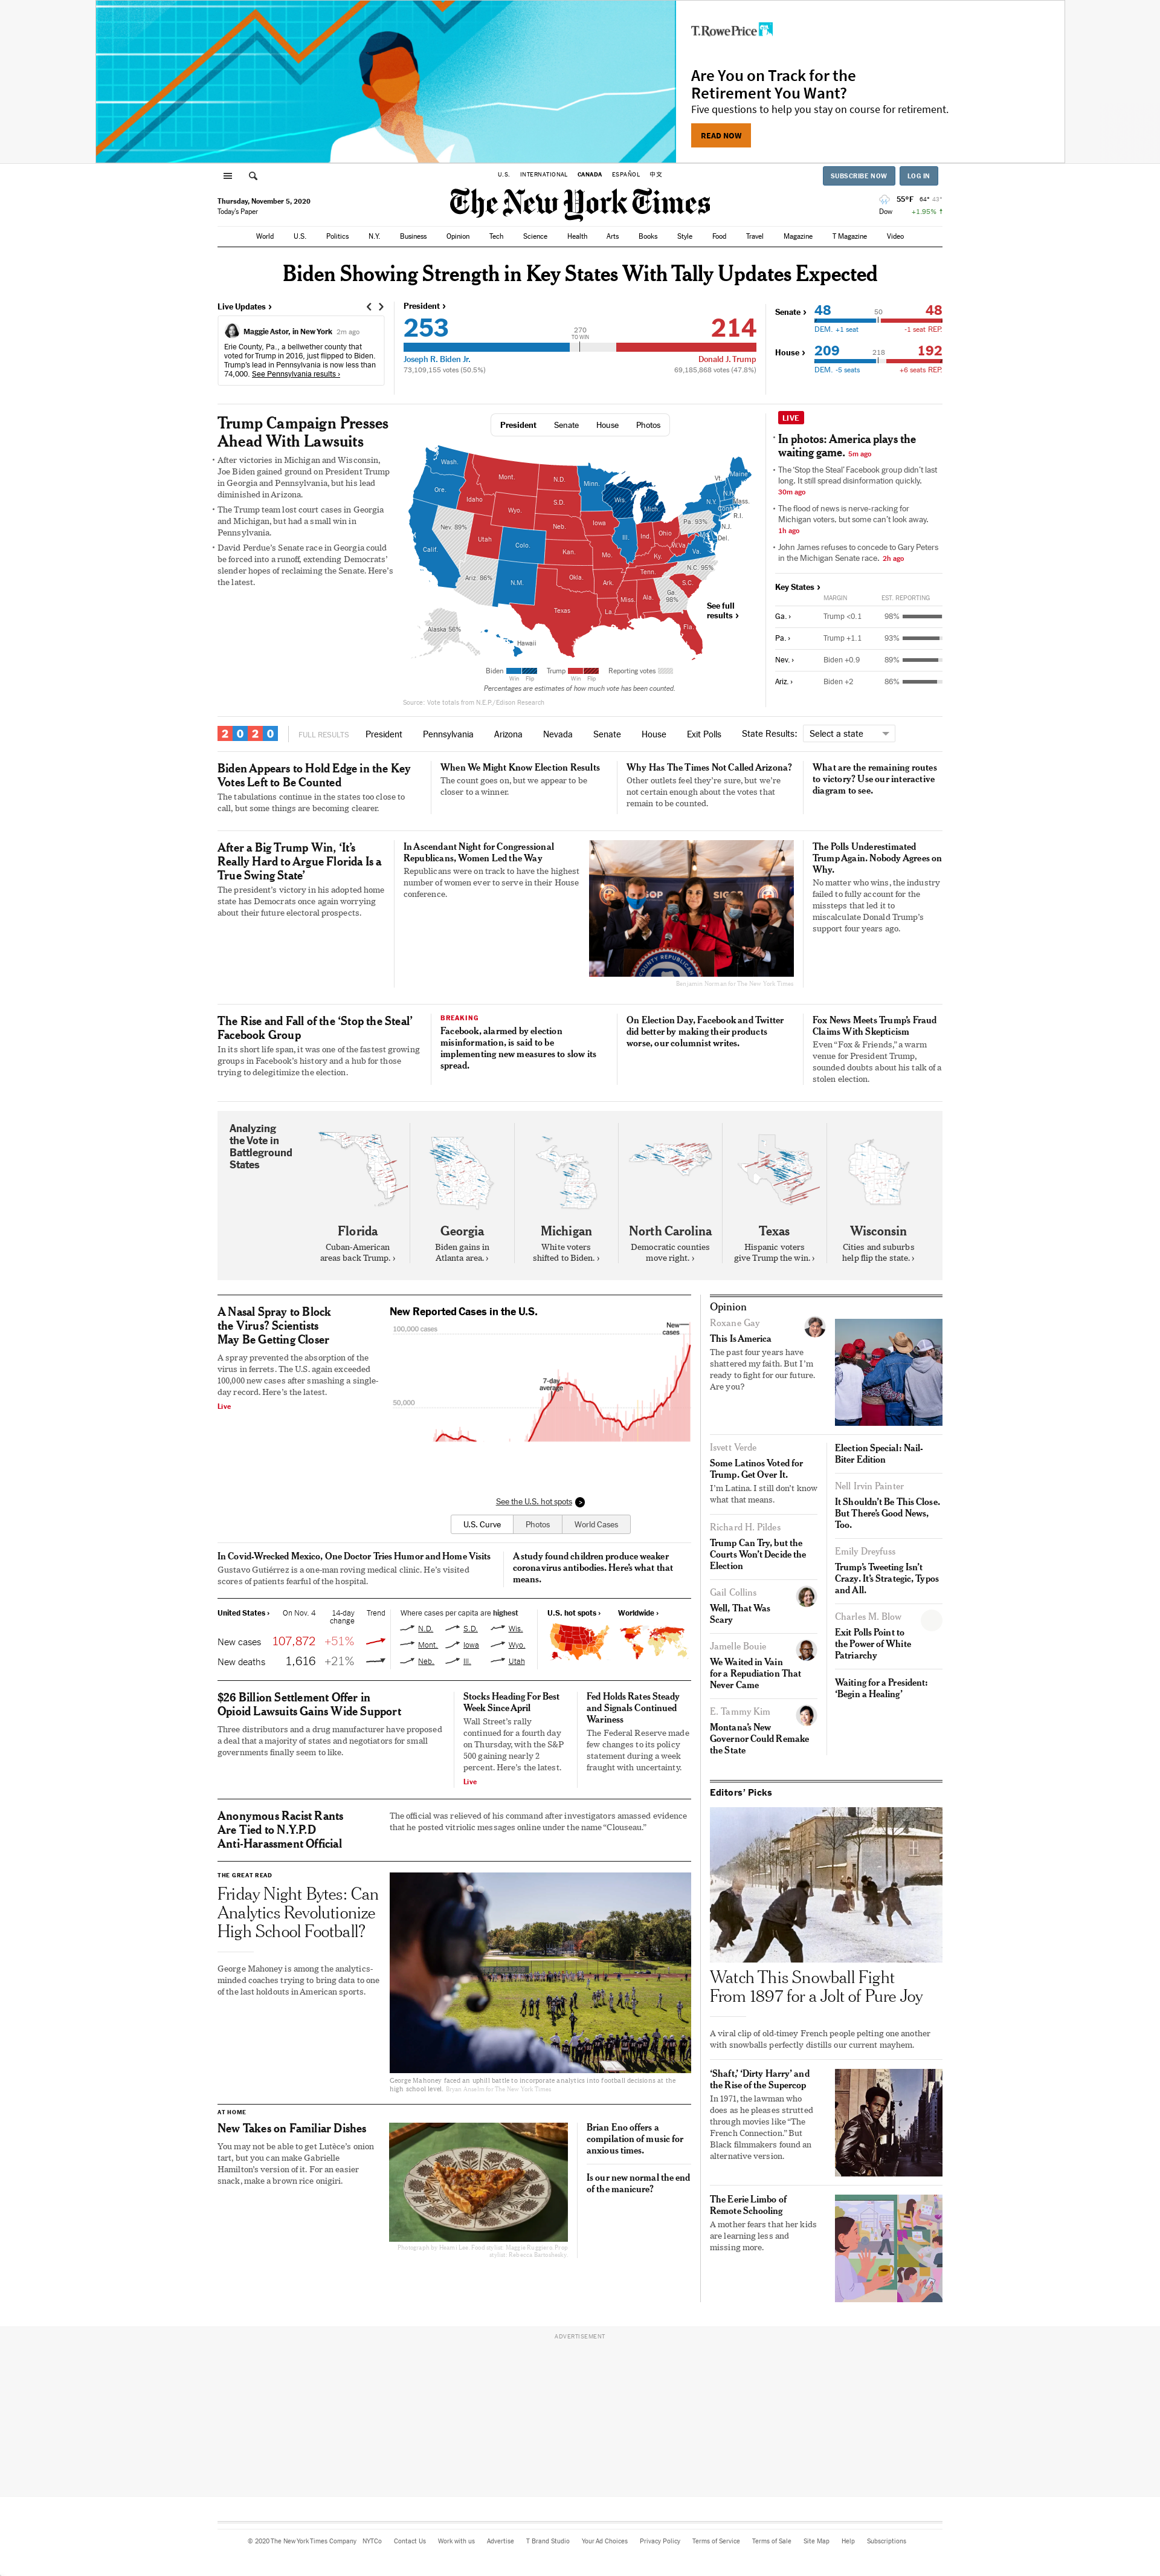 T.RowePrice
Are You on Track for the
Retirement You Want?
Five questions to help you stay on course for retirement.
READ NOW
U.S. INTERNATIONAL CANADA ESPAÑOL 中文
SUBSCRIBE NOW LOG IN
Thursday, November 5, 2020
Today's Paper
The New York Times
55°F 64° 43°
Dow +1.95% ↑
World U.S. Politics N.Y. Business Opinion Tech Science Health Arts Books Style Food Travel Magazine T Magazine Video
Biden Showing Strength in Key States With Tally Updates Expected
Live Updates ›
Maggie Astor, in New York 2m ago
Erie County, Pa., a bellwether county that
voted for Trump in 2016, just flipped to Biden.
Trump's lead in Pennsylvania is now less than
74,000. See Pennsylvania results ›
President ›
253 270 TO WIN 214
Joseph R. Biden Jr. Donald J. Trump
73,109,155 votes (50.5%) 69,185,868 votes (47.8%)
Senate › 48 50 48
DEM. +1 seat -1 seat REP.
House › 209 218 192
DEM. -5 seats +6 seats REP.
Trump Campaign Presses
Ahead With Lawsuits
After victories in Michigan and Wisconsin,
Joe Biden gained ground on President Trump
in Georgia and Pennsylvania, but his lead
diminished in Arizona.
The Trump team lost court cases in Georgia
and Michigan, but had a small win in
Pennsylvania.
David Perdue's Senate race in Georgia could
be forced into a runoff, extending Democrats'
slender hopes of reclaiming the Senate. Here's
the latest.
President Senate House Photos
Wash.
Ore.
Calif.
Nev. 89%
Idaho
Mont.
Wyo.
Utah
Ariz. 86%
Colo.
N.M.
N.D.
S.D.
Neb.
Kan.
Okla.
Texas
Minn.
Iowa
Mo.
Ark.
La.
Wis.
Ill.
Mich.
Ind.
Ohio
Ky.
Tenn.
Miss.
Ala.
Ga.
98%
Fla.
S.C.
N.C. 95%
Va.
W.Va.
Pa. 93%
N.Y.
Vt.
N.H.
Maine
Mass.
R.I.
Conn.
N.J.
Del.
Alaska 56%
Hawaii
See full
results ›
Biden Trump Reporting votes
Win Flip Win Flip
Percentages are estimates of how much vote has been counted.
Source: Vote totals from N.E.P./Edison Research
LIVE
In photos: America plays the
waiting game. 5m ago
The 'Stop the Steal' Facebook group didn't last
long. It still spread disinformation quickly.
30m ago
The flood of news is nerve-racking for
Michigan voters, but some can't look away.
1h ago
John James refuses to concede to Gary Peters
in the Michigan Senate race. 2h ago
Key States ›
MARGIN EST. REPORTING
Ga. › Trump <0.1 98%
Pa. › Trump +1.1 93%
Nev. › Biden +0.9 89%
Ariz. › Biden +2 86%
2020 FULL RESULTS President Pennsylvania Arizona Nevada Senate House Exit Polls State Results: Select a state
Biden Appears to Hold Edge in the Key
Votes Left to Be Counted
The tabulations continue in the states too close to
call, but some things are becoming clearer.
When We Might Know Election Results
The count goes on, but we appear to be
closer to a winner.
Why Has The Times Not Called Arizona?
Other outlets feel they're sure, but we're
not certain enough about the votes that
remain to be counted.
What are the remaining routes
to victory? Use our interactive
diagram to see.
After a Big Trump Win, 'It's
Really Hard to Argue Florida Is a
True Swing State'
The president's victory in his adopted home
state has Democrats once again worrying
about their future electoral prospects.
In Ascendant Night for Congressional
Republicans, Women Led the Way
Republicans were on track to have the highest
number of women ever to serve in their House
conference.
Benjamin Norman for The New York Times
The Polls Underestimated
Trump Again. Nobody Agrees on
Why.
No matter who wins, the industry
failed to fully account for the
missteps that led it to
miscalculate Donald Trump's
support four years ago.
The Rise and Fall of the 'Stop the Steal'
Facebook Group
In its short life span, it was one of the fastest growing
groups in Facebook's history and a hub for those
trying to delegitimize the election.
BREAKING
Facebook, alarmed by election
misinformation, is said to be
implementing new measures to slow its
spread.
On Election Day, Facebook and Twitter
did better by making their products
worse, our columnist writes.
Fox News Meets Trump's Fraud
Claims With Skepticism
Even "Fox & Friends," a warm
venue for President Trump,
sounded doubts about his talk of a
stolen election.
Analyzing
the Vote in
Battleground
States
Florida
Cuban-American
areas back Trump. ›
Georgia
Biden gains in
Atlanta area. ›
Michigan
White voters
shifted to Biden. ›
North Carolina
Democratic counties
move right. ›
Texas
Hispanic voters
give Trump the win. ›
Wisconsin
Cities and suburbs
help flip the state. ›
A Nasal Spray to Block
the Virus? Scientists
May Be Getting Closer
A spray prevented the absorption of the
virus in ferrets. The U.S. again exceeded
100,000 new cases after smashing a single-
day record. Here's the latest.
Live
New Reported Cases in the U.S.
100,000 cases
New
cases
7-day
average
50,000
See the U.S. hot spots
U.S. Curve Photos World Cases
In Covid-Wrecked Mexico, One Doctor Tries Humor and Home Visits
Gustavo Gutiérrez is a one-man roving medical clinic. He's visited
scores of patients fearful of the hospital.
A study found children produce weaker
coronavirus antibodies. Here's what that
means.
United States › On Nov. 4 14-day change Trend
New cases 107,872 +51%
New deaths 1,616 +21%
Where cases per capita are highest
N.D. S.D. Wis.
Mont. Iowa Wyo.
Neb. Ill. Utah
U.S. hot spots › Worldwide ›
$26 Billion Settlement Offer in
Opioid Lawsuits Gains Wide Support
Three distributors and a drug manufacture have proposed
a deal that a majority of states and negotiators for small
governments finally seem to like.
Stocks Heading For Best
Week Since April
Wall Street's rally
continued for a fourth day
on Thursday, with the S&P
500 gaining nearly 2
percent. Here's the latest.
Live
Fed Holds Rates Steady
and Signals Continued
Wariness
The Federal Reserve made
few changes to its policy
statement during a week
fraught with uncertainty.
Anonymous Racist Rants
Are Tied to N.Y.P.D
Anti-Harassment Official
The official was relieved of his command after investigators amassed evidence
that he posted vitriolic messages online under the name "Clouseau."
THE GREAT READ
Friday Night Bytes: Can
Analytics Revolutionize
High School Football?
George Mahoney is among the analytics-
minded coaches trying to bring data to one
of the last holdouts in American sports.
George Mahoney faced an uphill battle to incorporate analytics into football decisions at the
high school level. Bryan Anselm for The New York Times
AT HOME
New Takes on Familiar Dishes
You may not be able to get Lutèce's onion
tart, but you can make Gabrielle
Hamilton's version of it. For an easier
snack, make a brown rice onigiri.
Photograph by Heami Lee. Food stylist: Maggie Ruggiero. Prop
stylist: Rebecca Bartoshesky.
Brian Eno offers a
compilation of music for
anxious times.
Is our new normal the end
of the manicure?
Opinion
Roxane Gay
This Is America
The past four years have
shattered my faith. But I'm
ready to fight for our future.
Are you?
Isvett Verde
Some Latinos Voted for
Trump. Get Over It.
I'm Latina. I still don't know
what that means.
Richard H. Pildes
Trump Can Try, but the
Courts Won't Decide the
Election
Gail Collins
Well, That Was
Scary
Jamelle Bouie
We Waited in Vain
for a Repudiation That
Never Came
E. Tammy Kim
Montana's New
Governor Could Remake
the State
Election Special: Nail-
Biter Edition
Nell Irvin Painter
It Shouldn't Be This Close.
But There's Good News,
Too.
Emily Dreyfuss
Trump's Tweeting Isn't
Crazy. It's Strategic, Typos
and All.
Charles M. Blow
Exit Polls Point to
the Power of White
Patriarchy
Waiting for a President:
'Begin a Healing'
Editors' Picks
Watch This Snowball Fight
From 1897 for a Jolt of Pure Joy
A viral clip of old-timey French people pelting one another
with snowballs perfectly distills our current mayhem.
'Shaft,' 'Dirty Harry' and
the Rise of the Supercop
In 1971, the lawman who
does as he pleases strutted
through movies like "The
French Connection." But
Black filmmakers found an
alternative version.
The Eerie Limbo of
Remote Schooling
A mother fears that her kids
are learning less and
missing more.
ADVERTISEMENT
© 2020 The New York Times Company NYTCo Contact Us Work with us Advertise T Brand Studio Your Ad Choices Privacy Policy Terms of Service Terms of Sale Site Map Help Subscriptions